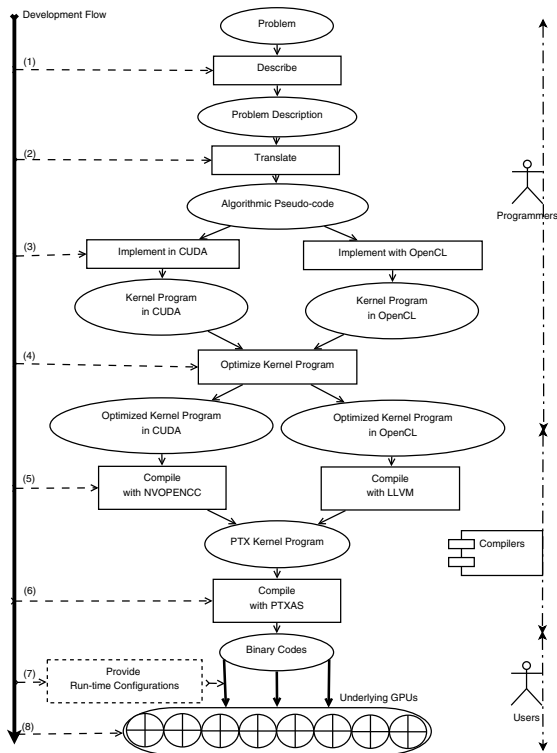 Development Flow
Problem
(1)
Describe
Problem Description
(2)
Translate
Algorithmic Pseudo-code
Programmers
(3)
Implement in CUDA
Implement with OpenCL
Kernel Program
in CUDA
Kernel Program
in OpenCL
(4)
Optimize Kernel Program
Optimized Kernel Program
in CUDA
Optimized Kernel Program
in OpenCL
(5)
Compile
with NVOPENCC
Compile
with LLVM
PTX Kernel Program
Compilers
(6)
Compile
with PTXAS
Binary Codes
(7)
Provide
Run-time Configurations
Underlying GPUs
Users
(8)